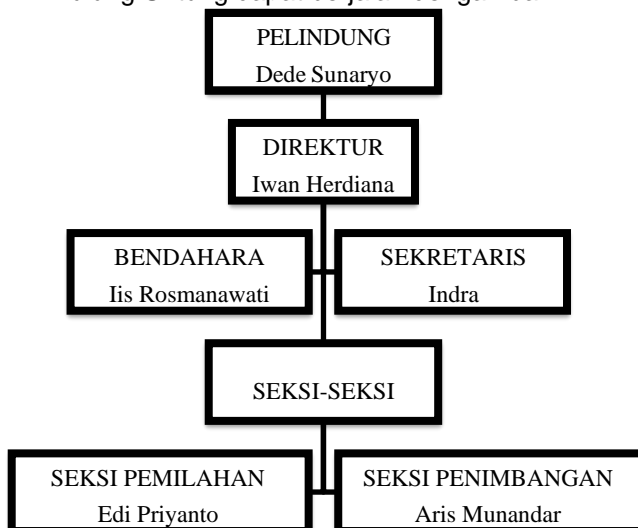 PELINDUNG
Dede Sunaryo
DIREKTUR
Iwan Herdiana
BENDAHARA
Iis Rosmanawati
SEKRETARIS
Indra
SEKSI-SEKSI
SEKSI PEMILAHAN
Edi Priyanto
SEKSI PENIMBANGAN
Aris Munandar